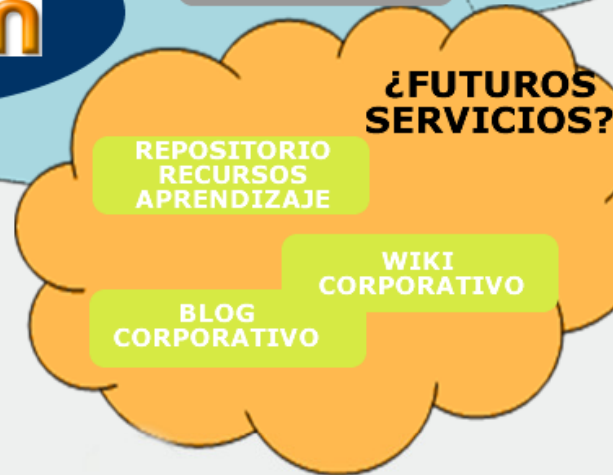 n
¿FUTUROS
SERVICIOS?
REPOSITORIO
RECURSOS
APRENDIZAJE
WIKI
CORPORATIVO
BLOG
CORPORATIVO